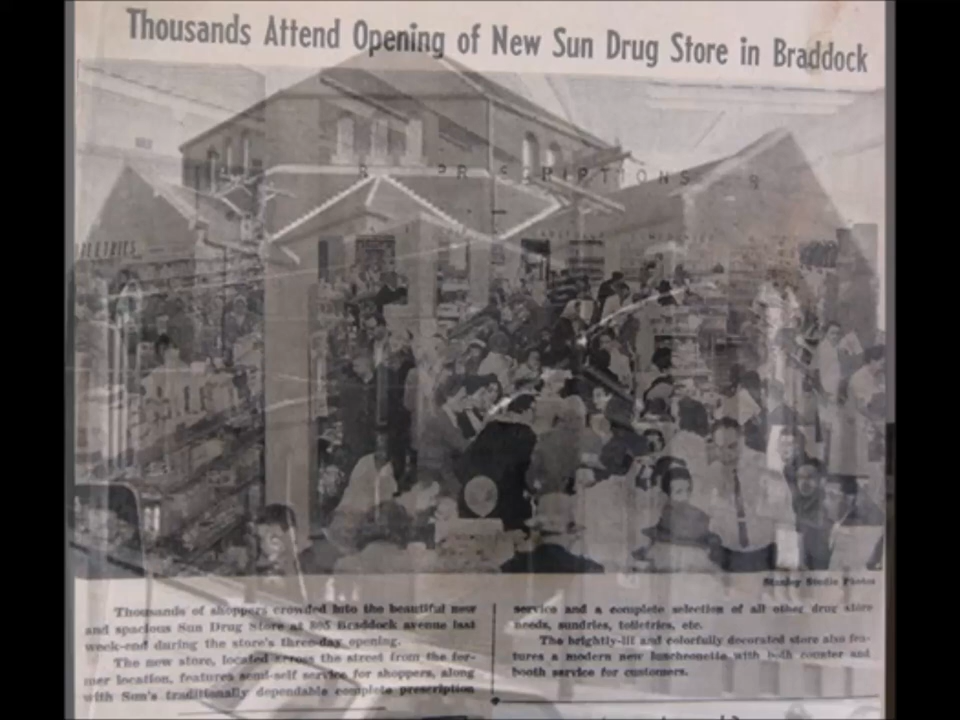 Thousands Attend Opening of New Sun Drug Store in Braddock
PRESCRIPTIONS
Stanley Studio Photos
Thousands of shoppers crowded into the beautiful new
and spacious Sun Drug Store at 805 Braddock avenue last
week-end during the store's three-day opening.
The new store, located across the street from the for-
mer location, features semi-self service for shoppers, along
with Sun's traditionally dependable complete prescription
service and a complete selection of all other drug store
needs, sundries, toiletries, etc.
The brightly-lit and colorfully decorated store also fea-
tures a modern new luncheonette with both counter and
booth service for customers.